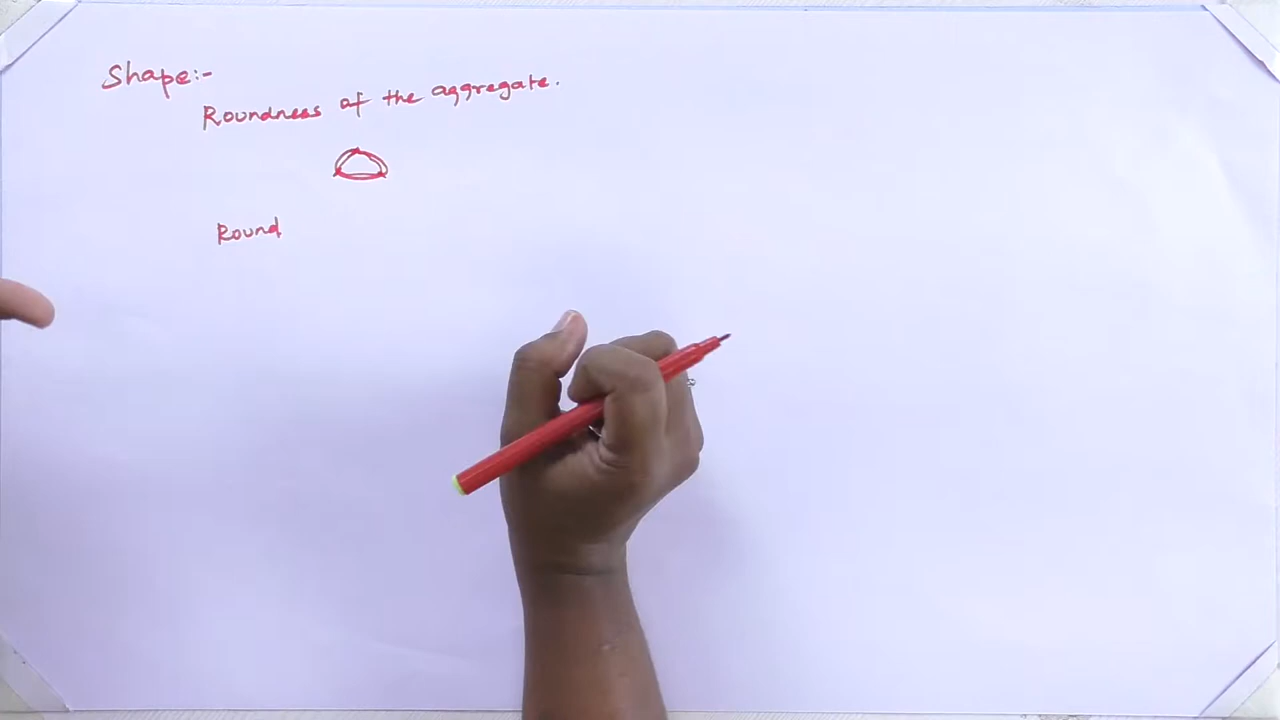 Shape:-
Roundness of the aggregate.
Round